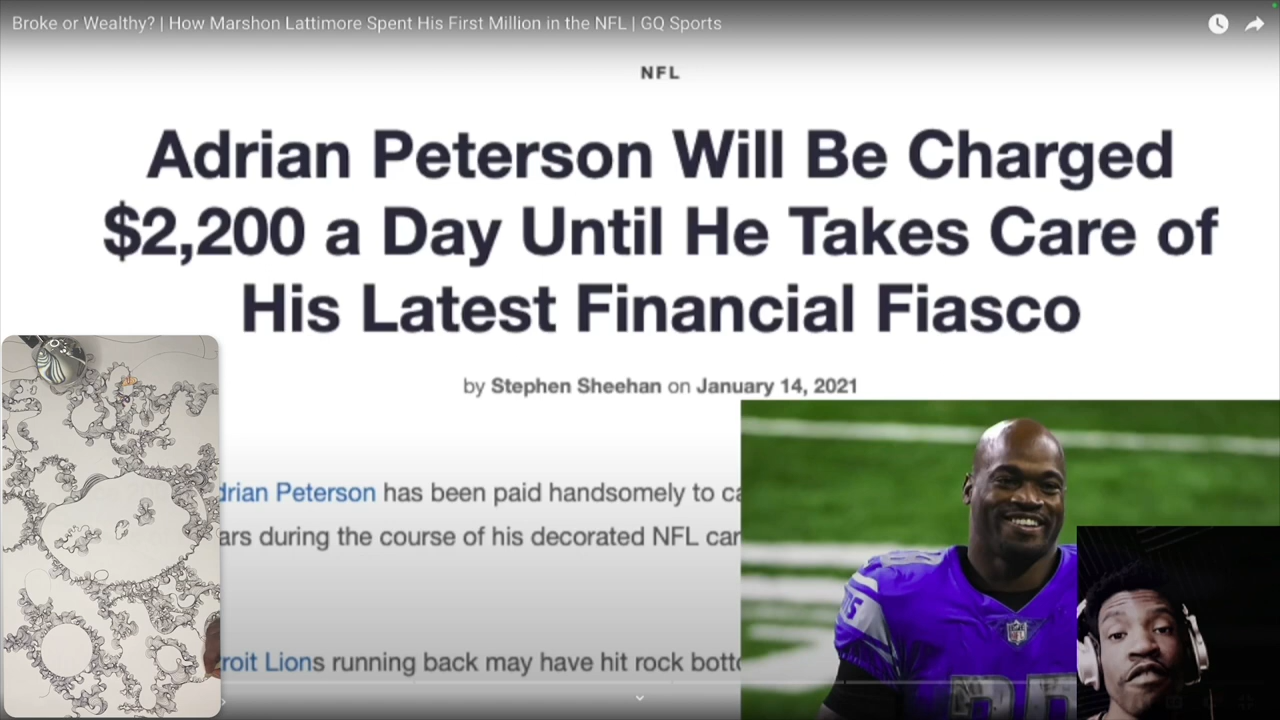 Broke or Wealthy? | How Marshon Lattimore Spent His First Million in the NFL | GQ Sports
NFL
Adrian Peterson Will Be Charged
$2,200 a Day Until He Takes Care of
His Latest Financial Fiasco
by Stephen Sheehan on January 14, 2021
drian Peterson has been paid handsomely to ca
ars during the course of his decorated NFL car
roit Lions running back may have hit rock botto